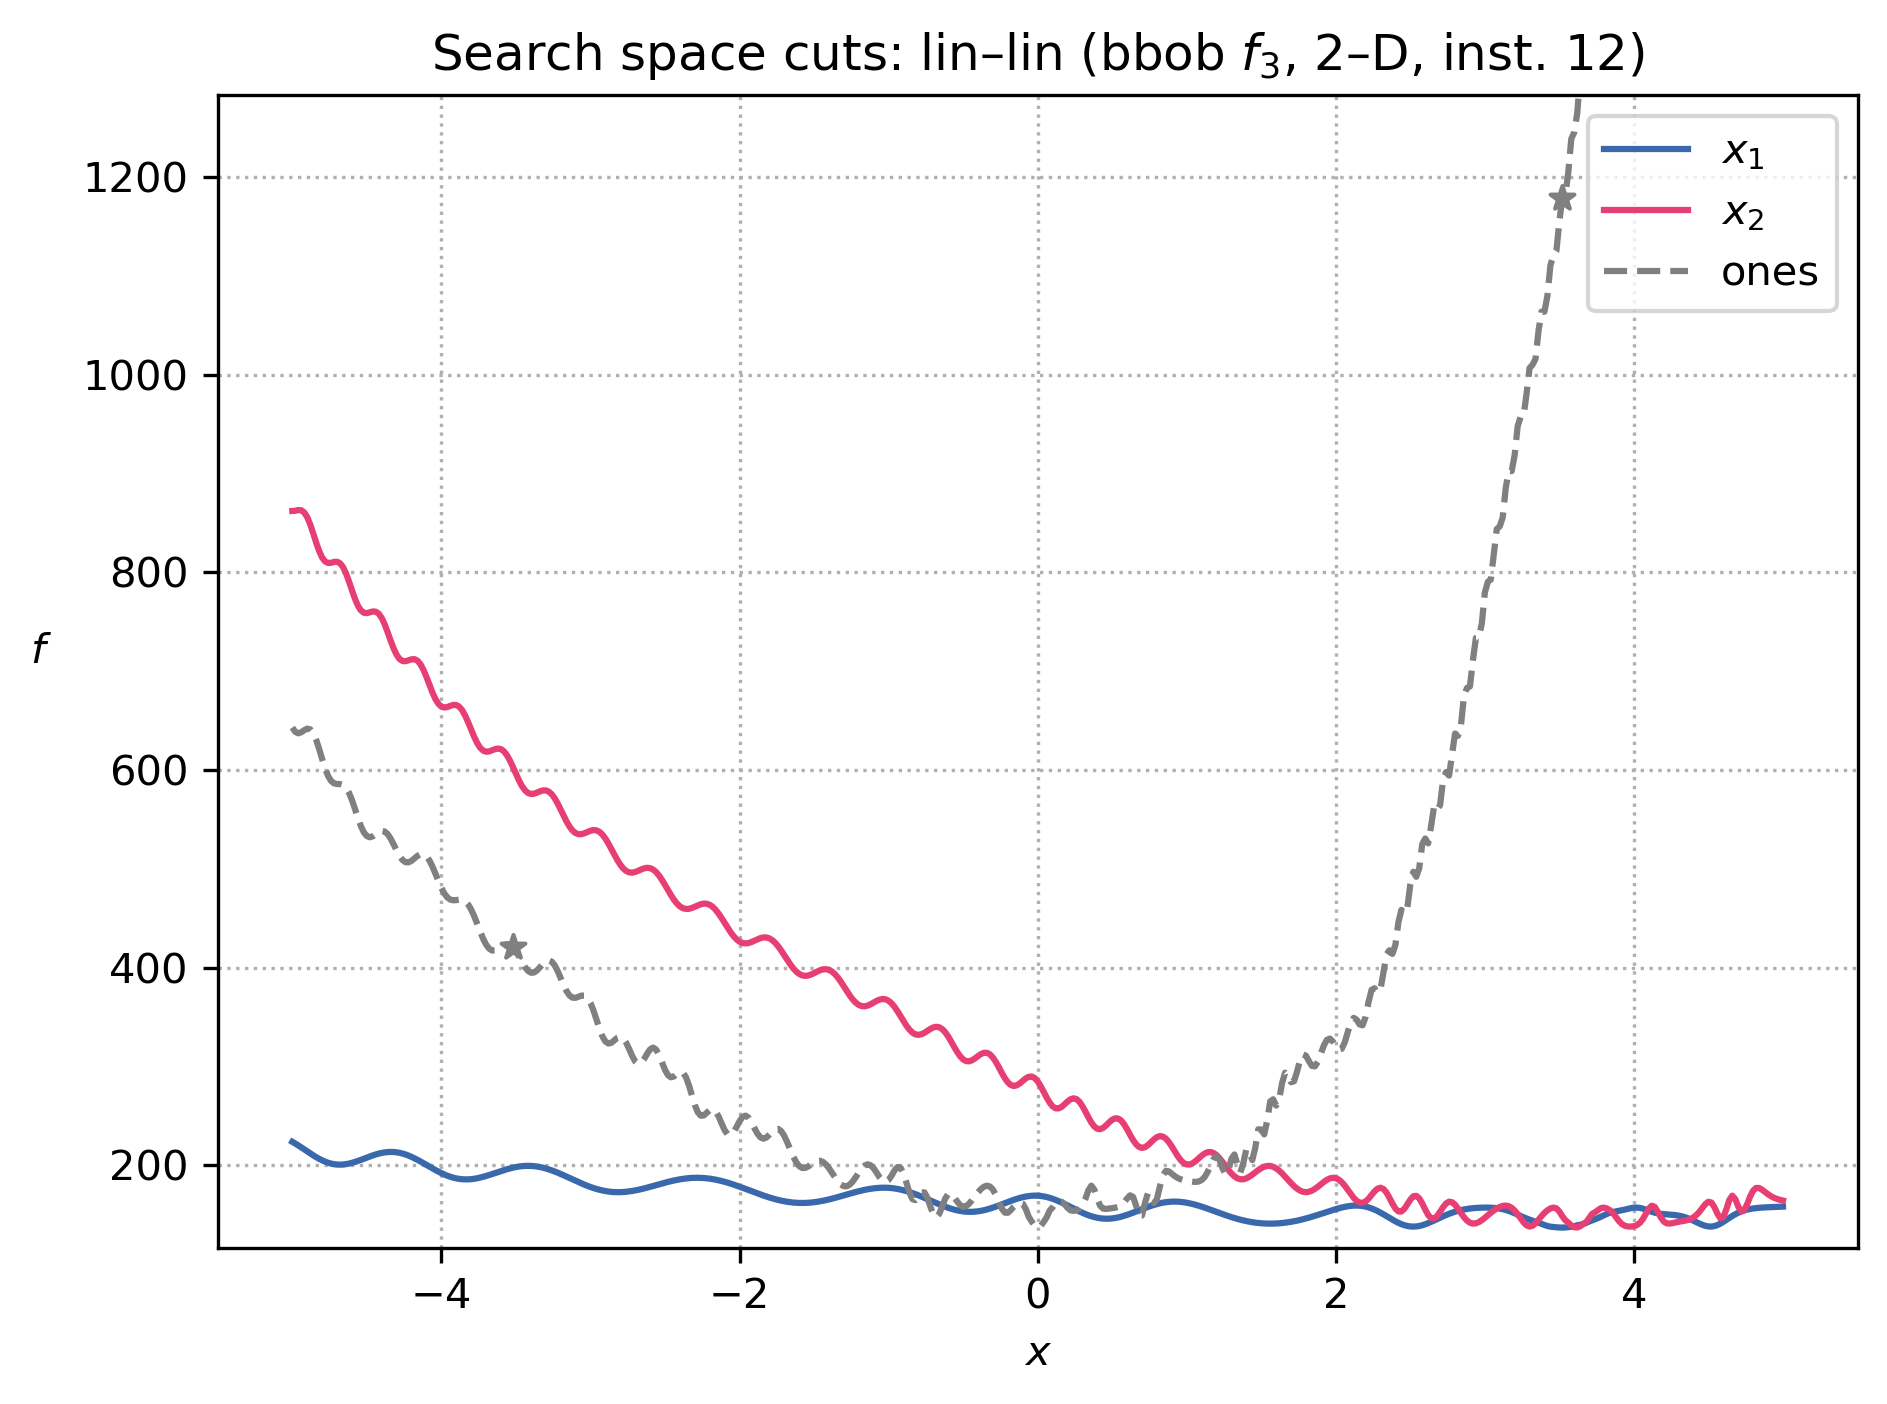 Search space cuts: lin–lin (bbob f₃, 2–D, inst. 12)
x₁
x₂
ones
1200
1000
800
600
400
200
f
−4 −2 0 2 4
x